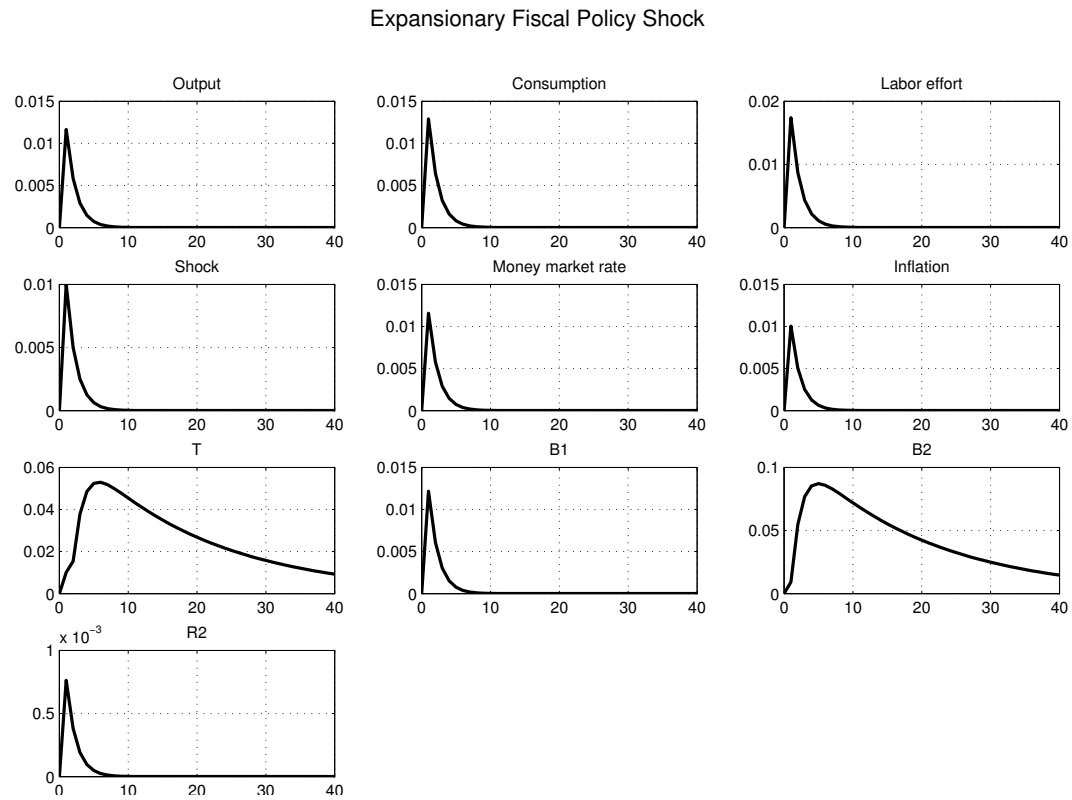 Expansionary Fiscal Policy Shock
Output
0.015
0.01
0.005
0
0 10 20 30 40
Consumption
0.015
0.01
0.005
0
0 10 20 30 40
Labor effort
0.02
0.01
0
0 10 20 30 40
Shock
0.01
0.005
0
0 10 20 30 40
Money market rate
0.015
0.01
0.005
0
0 10 20 30 40
Inflation
0.015
0.01
0.005
0
0 10 20 30 40
T
0.06
0.04
0.02
0
0 10 20 30 40
B1
0.015
0.01
0.005
0
0 10 20 30 40
B2
0.1
0.05
0
0 10 20 30 40
R2
x 10⁻³
1
0.5
0
0 10 20 30 40